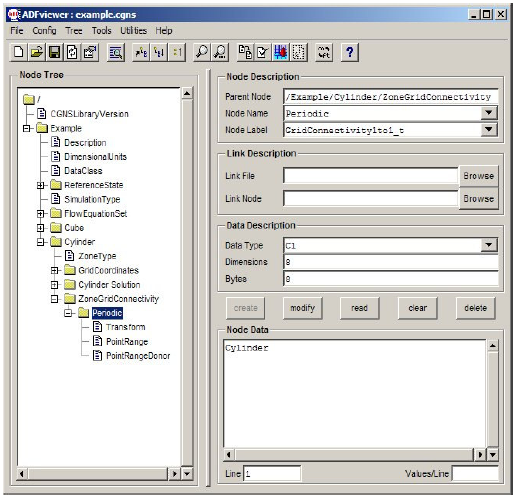 ADFviewer : example.cgns
File Config Tree Tools Utilities Help
Node Tree
/
CGNSLibraryVersion
Example
Description
DimensionalUnits
DataClass
ReferenceState
SimulationType
FlowEquationSet
Cube
Cylinder
ZoneType
GridCoordinates
Cylinder Solution
ZoneGridConnectivity
Periodic
Transform
PointRange
PointRangeDonor
Node Description
Parent Node /Example/Cylinder/ZoneGridConnectivity
Node Name Periodic
Node Label GridConnectivity1to1_t
Link Description
Link File Browse
Link Node Browse
Data Description
Data Type C1
Dimensions 8
Bytes 8
create modify read clear delete
Node Data
Cylinder
Line 1 Values/Line